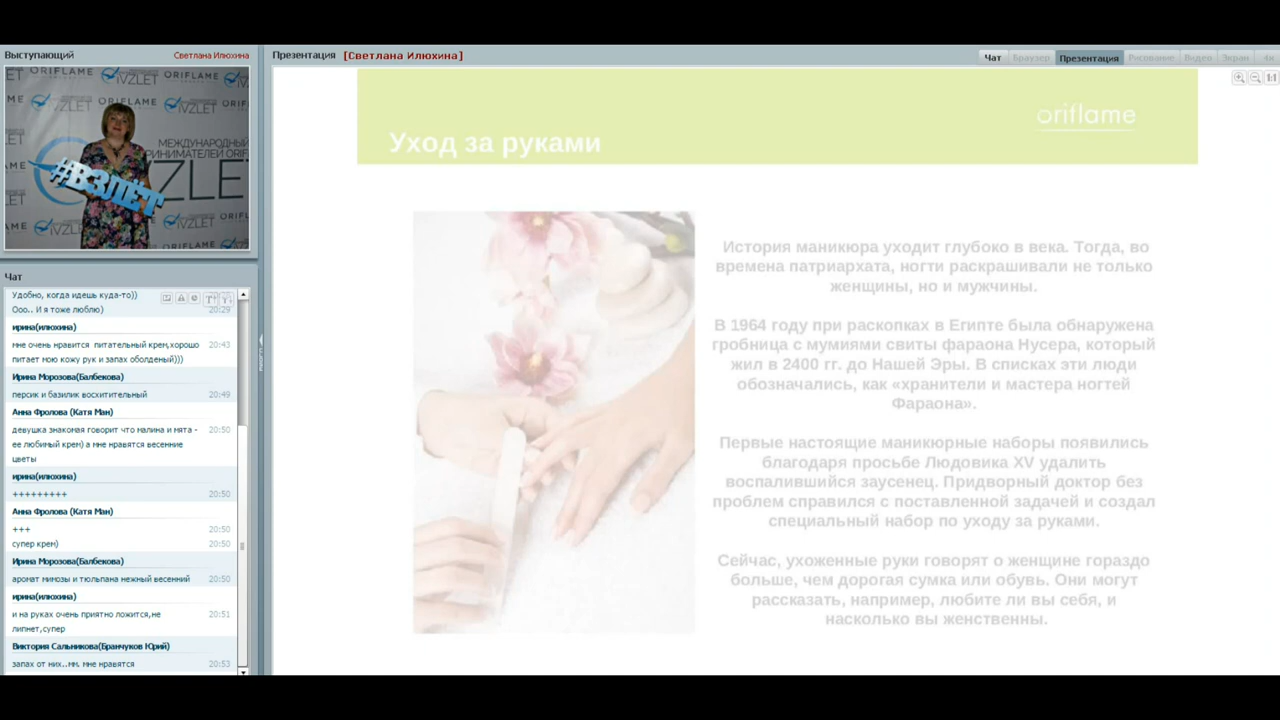 Выступающий
Светлана Илюхина
Презентация [Светлана Илюхина]
Чат
Браузер
Презентация
Рисование
Видео
Экран
ORIFLAME
IVZLET
МЕЖДУНАРОДНЫЙ
#ВЗЛЁТ
Чат
Удобно, когда идешь куда-то))
Ооо.. И я тоже люблю) 20:29
ирина(илюхина)
мне очень нравится питательный крем,хорошо 20:43
питает мою кожу рук и запах оболденый)))
Ирина Морозова(Балбекова)
персик и базилик восхитительный 20:49
Анна Фролова (Катя Ман)
девушка знакомая говорит что малина и мята - 20:50
ее любимый крем) а мне нравятся весенние
цветы
ирина(илюхина)
+++++++++ 20:50
Анна Фролова (Катя Ман)
+++ 20:50
супер крем) 20:50
Ирина Морозова(Балбекова)
аромат мимозы и тюльпана нежный весенний 20:50
ирина(илюхина)
и на руках очень приятно ложится,не 20:51
липнет,супер
Виктория Сальникова(Бранчуков Юрий)
запах от них..мм. мне нравятся 20:53
Уход за руками
oriflame
История маникюра уходит глубоко в века. Тогда, во
времена патриархата, ногти раскрашивали не только
женщины, но и мужчины.
В 1964 году при раскопках в Египте была обнаружена
гробница с мумиями свиты фараона Нусера, который
жил в 2400 гг. до Нашей Эры. В списках эти люди
обозначались, как «хранители и мастера ногтей
Фараона».
Первые настоящие маникюрные наборы появились
благодаря просьбе Людовика XV удалить
воспалившийся заусенец. Придворный доктор без
проблем справился с поставленной задачей и создал
специальный набор по уходу за руками.
Сейчас, ухоженные руки говорят о женщине гораздо
больше, чем дорогая сумка или обувь. Они могут
рассказать, например, любите ли вы себя, и
насколько вы женственны.